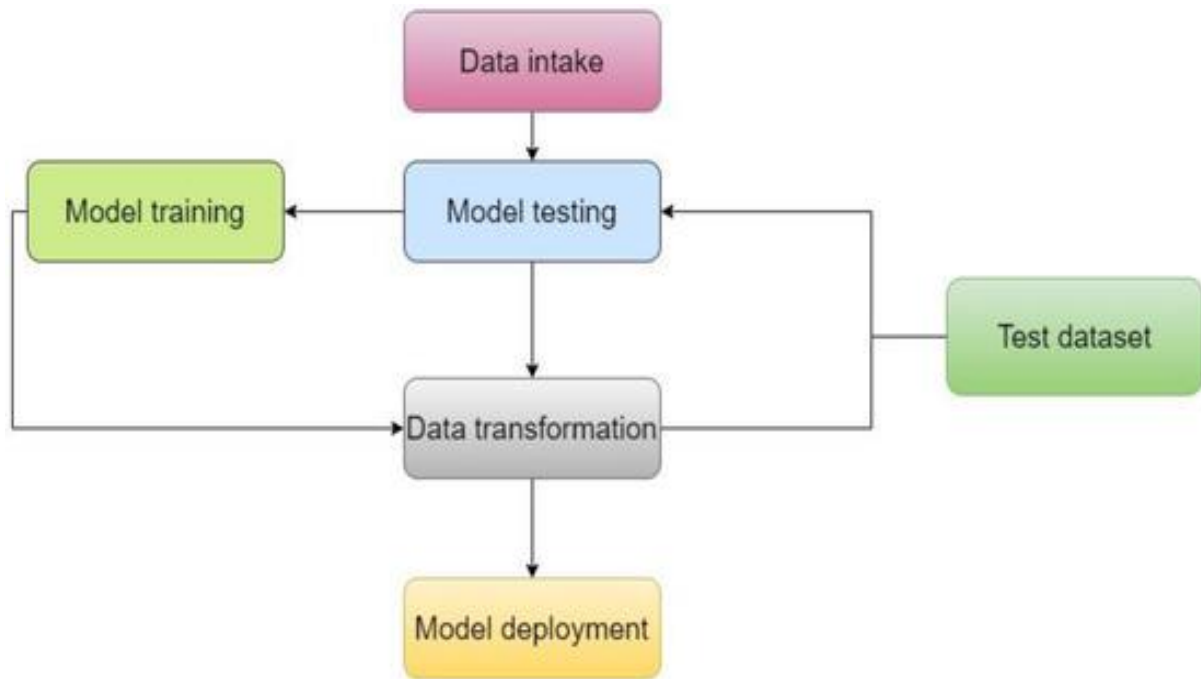 Data intake
Model training
Model testing
Test dataset
Data transformation
Model deployment